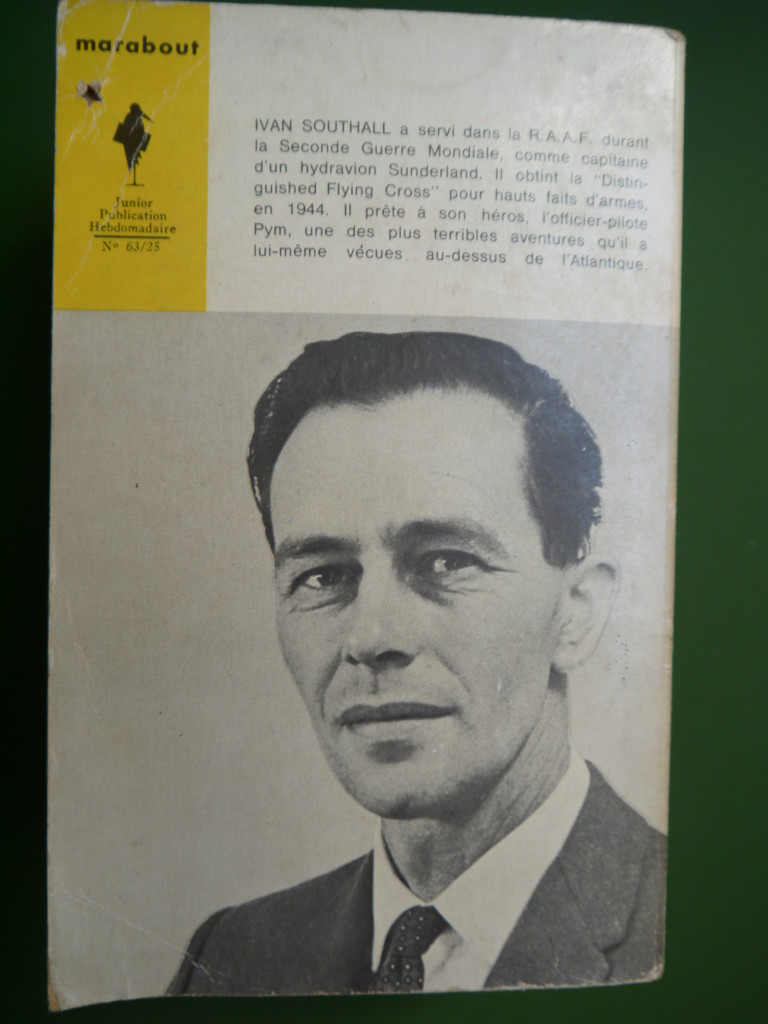 marabout
Junior
Publication
Hebdomadaire
Nº 63/25
IVAN SOUTHALL a servi dans la R.A.A.F. durant
la Seconde Guerre Mondiale, comme capitaine
d'un hydravion Sunderland. Il obtint la "Distin-
guished Flying Cross" pour hauts faits d'armes,
en 1944. Il prête à son héros, l'officier-pilote
Pym, une des plus terribles aventures qu'il a
lui-même vécues au-dessus de l'Atlantique.